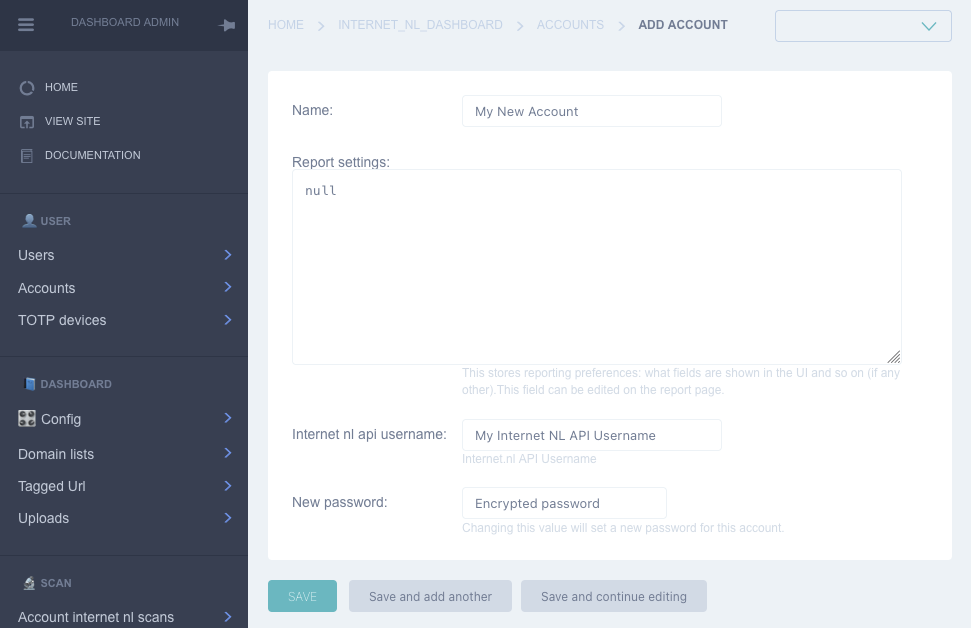 DASHBOARD ADMIN
HOME
VIEW SITE
DOCUMENTATION
USER
Users
Accounts
TOTP devices
DASHBOARD
Config
Domain lists
Tagged Url
Uploads
SCAN
Account internet nl scans
HOME > INTERNET_NL_DASHBOARD > ACCOUNTS > ADD ACCOUNT
Name:
My New Account
Report settings:
null
This stores reporting preferences: what fields are shown in the UI and so on (if any
other).This field can be edited on the report page.
Internet nl api username:
My Internet NL API Username
Internet.nl API Username
New password:
Encrypted password
Changing this value will set a new password for this account.
SAVE
Save and add another
Save and continue editing